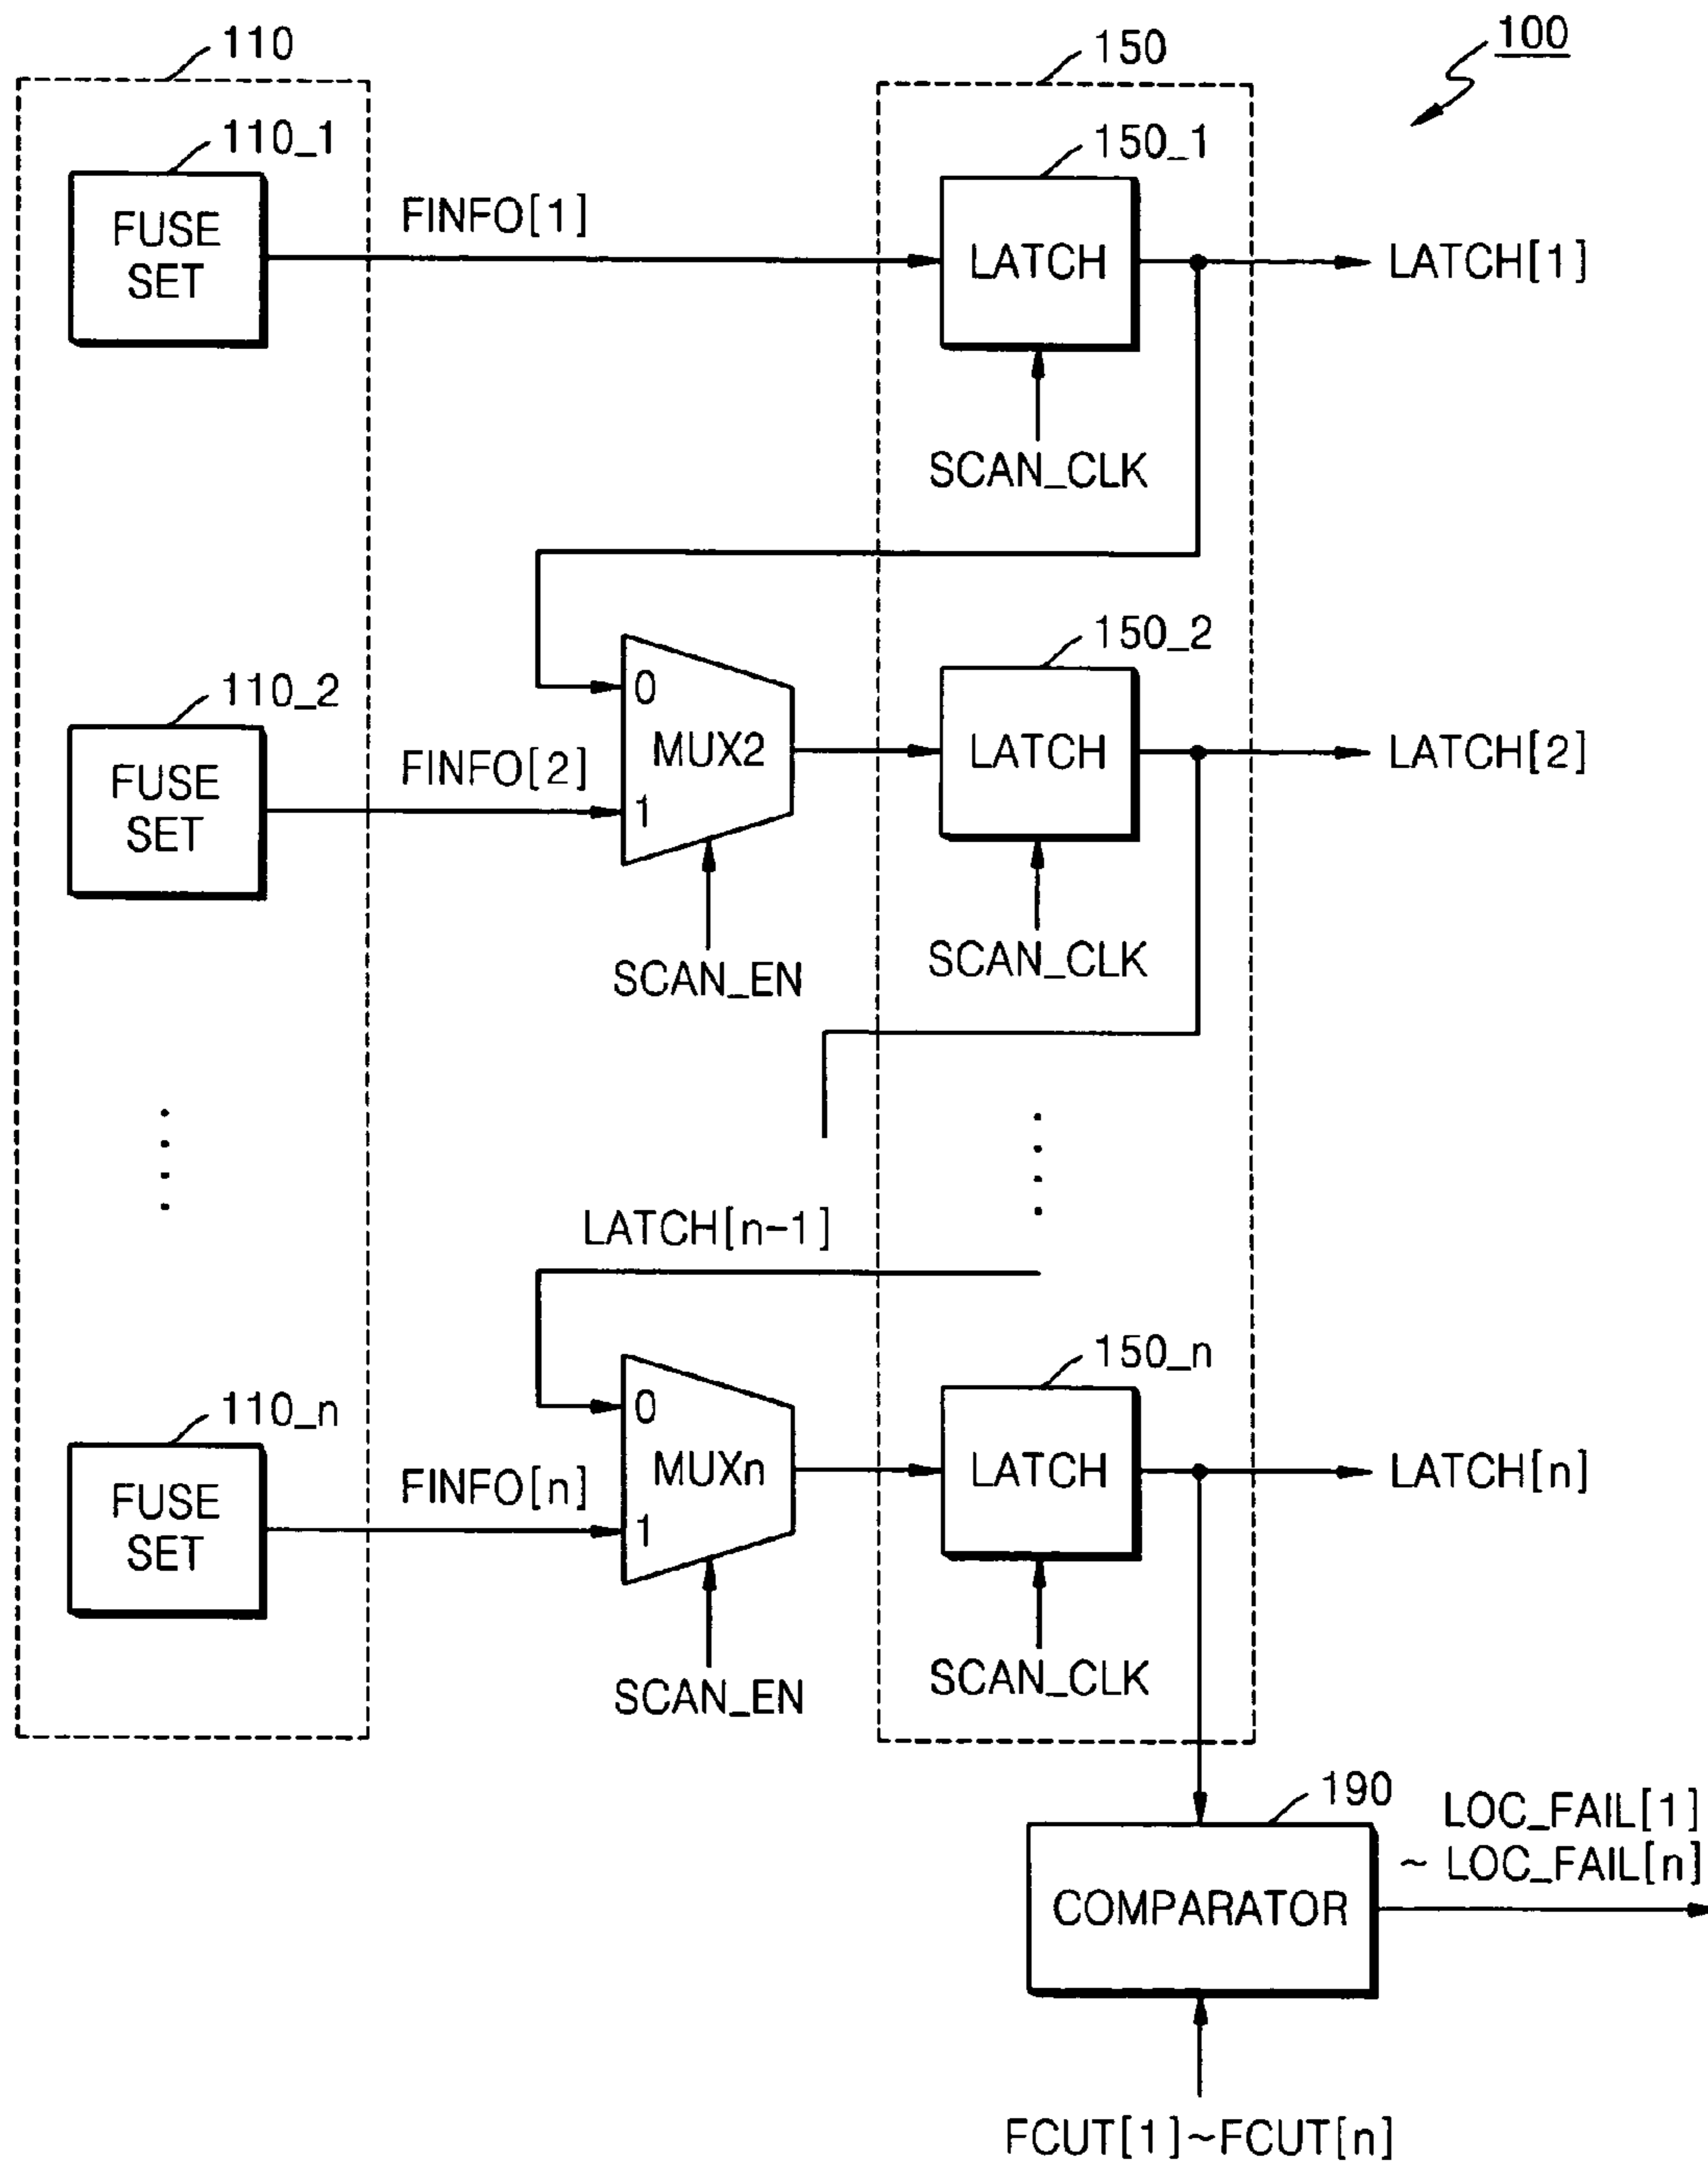 110
150
100
110_1
150_1
FUSE
SET
FINFO[1]
LATCH
LATCH[1]
SCAN_CLK
110_2
150_2
0
FUSE
SET
FINFO[2]
MUX2
1
LATCH
LATCH[2]
SCAN_EN
SCAN_CLK
LATCH[n-1]
110_n
150_n
0
FUSE
SET
FINFO[n]
MUXn
1
LATCH
LATCH[n]
SCAN_EN
SCAN_CLK
190
LOC_FAIL[1]
~ LOC_FAIL[n]
COMPARATOR
FCUT[1]~FCUT[n]